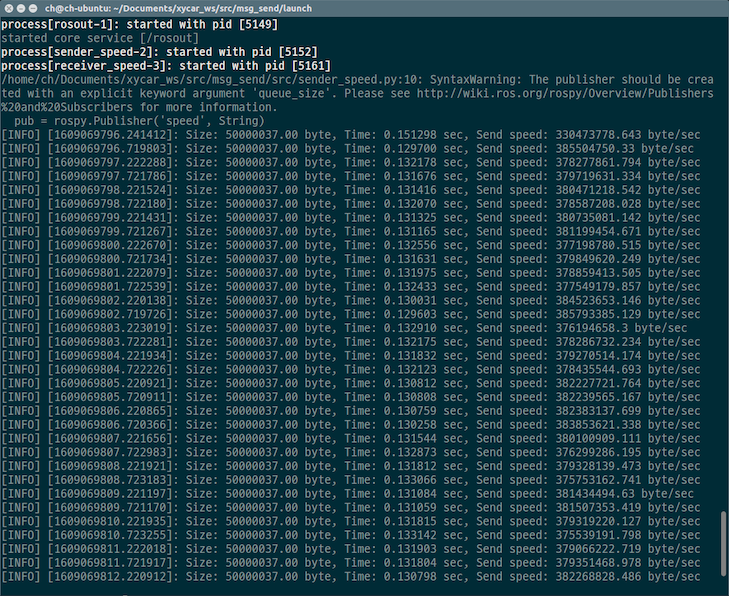 ch@ch-ubuntu: ~/Documents/xycar_ws/src/msg_send/launch
process[rosout-1]: started with pid [5149]
started core service [/rosout]
process[sender_speed-2]: started with pid [5152]
process[receiver_speed-3]: started with pid [5161]
/home/ch/Documents/xycar_ws/src/msg_send/src/sender_speed.py:10: SyntaxWarning: The publisher should be crea
ted with an explicit keyword argument 'queue_size'. Please see http://wiki.ros.org/rospy/Overview/Publishers
%20and%20Subscribers for more information.
  pub = rospy.Publisher('speed', String)
[INFO] [1609069796.241412]: Size: 50000037.00 byte, Time: 0.151298 sec, Send speed: 330473778.643 byte/sec
[INFO] [1609069796.719803]: Size: 50000037.00 byte, Time: 0.129700 sec, Send speed: 385504750.33 byte/sec
[INFO] [1609069797.222288]: Size: 50000037.00 byte, Time: 0.132178 sec, Send speed: 378277861.794 byte/sec
[INFO] [1609069797.721786]: Size: 50000037.00 byte, Time: 0.131676 sec, Send speed: 379719631.334 byte/sec
[INFO] [1609069798.221524]: Size: 50000037.00 byte, Time: 0.131416 sec, Send speed: 380471218.542 byte/sec
[INFO] [1609069798.722180]: Size: 50000037.00 byte, Time: 0.132070 sec, Send speed: 378587208.028 byte/sec
[INFO] [1609069799.221431]: Size: 50000037.00 byte, Time: 0.131325 sec, Send speed: 380735081.142 byte/sec
[INFO] [1609069799.721267]: Size: 50000037.00 byte, Time: 0.131165 sec, Send speed: 381199454.671 byte/sec
[INFO] [1609069800.222670]: Size: 50000037.00 byte, Time: 0.132556 sec, Send speed: 377198780.515 byte/sec
[INFO] [1609069800.721734]: Size: 50000037.00 byte, Time: 0.131631 sec, Send speed: 379849620.249 byte/sec
[INFO] [1609069801.222079]: Size: 50000037.00 byte, Time: 0.131975 sec, Send speed: 378859413.505 byte/sec
[INFO] [1609069801.722539]: Size: 50000037.00 byte, Time: 0.132433 sec, Send speed: 377549179.857 byte/sec
[INFO] [1609069802.220138]: Size: 50000037.00 byte, Time: 0.130031 sec, Send speed: 384523653.146 byte/sec
[INFO] [1609069802.719726]: Size: 50000037.00 byte, Time: 0.129603 sec, Send speed: 385793385.129 byte/sec
[INFO] [1609069803.223019]: Size: 50000037.00 byte, Time: 0.132910 sec, Send speed: 376194658.3 byte/sec
[INFO] [1609069803.722281]: Size: 50000037.00 byte, Time: 0.132175 sec, Send speed: 378286732.234 byte/sec
[INFO] [1609069804.221934]: Size: 50000037.00 byte, Time: 0.131832 sec, Send speed: 379270514.174 byte/sec
[INFO] [1609069804.722226]: Size: 50000037.00 byte, Time: 0.132123 sec, Send speed: 378435544.693 byte/sec
[INFO] [1609069805.220921]: Size: 50000037.00 byte, Time: 0.130812 sec, Send speed: 382227721.764 byte/sec
[INFO] [1609069805.720911]: Size: 50000037.00 byte, Time: 0.130808 sec, Send speed: 382239565.167 byte/sec
[INFO] [1609069806.220865]: Size: 50000037.00 byte, Time: 0.130759 sec, Send speed: 382383137.699 byte/sec
[INFO] [1609069806.720366]: Size: 50000037.00 byte, Time: 0.130258 sec, Send speed: 383853621.338 byte/sec
[INFO] [1609069807.221656]: Size: 50000037.00 byte, Time: 0.131544 sec, Send speed: 380100909.111 byte/sec
[INFO] [1609069807.722983]: Size: 50000037.00 byte, Time: 0.132873 sec, Send speed: 376299286.195 byte/sec
[INFO] [1609069808.221921]: Size: 50000037.00 byte, Time: 0.131812 sec, Send speed: 379328139.473 byte/sec
[INFO] [1609069808.723183]: Size: 50000037.00 byte, Time: 0.133066 sec, Send speed: 375753162.741 byte/sec
[INFO] [1609069809.221197]: Size: 50000037.00 byte, Time: 0.131084 sec, Send speed: 381434494.63 byte/sec
[INFO] [1609069809.721170]: Size: 50000037.00 byte, Time: 0.131059 sec, Send speed: 381507353.419 byte/sec
[INFO] [1609069810.221935]: Size: 50000037.00 byte, Time: 0.131815 sec, Send speed: 379319220.127 byte/sec
[INFO] [1609069810.723255]: Size: 50000037.00 byte, Time: 0.133142 sec, Send speed: 375539191.798 byte/sec
[INFO] [1609069811.222018]: Size: 50000037.00 byte, Time: 0.131903 sec, Send speed: 379066222.719 byte/sec
[INFO] [1609069811.721917]: Size: 50000037.00 byte, Time: 0.131804 sec, Send speed: 379351468.978 byte/sec
[INFO] [1609069812.220912]: Size: 50000037.00 byte, Time: 0.130798 sec, Send speed: 382268828.486 byte/sec